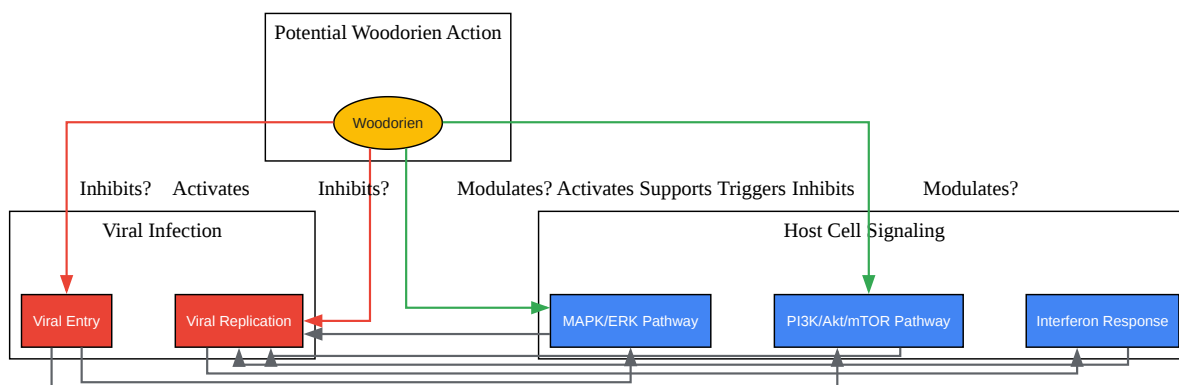 Potential Woodorien Action
Woodorien
Inhibits? Activates Inhibits? Modulates? Activates Supports Triggers Inhibits Modulates?
Viral Infection
Host Cell Signaling
Viral Entry
Viral Replication
MAPK/ERK Pathway
PI3K/Akt/mTOR Pathway
Interferon Response